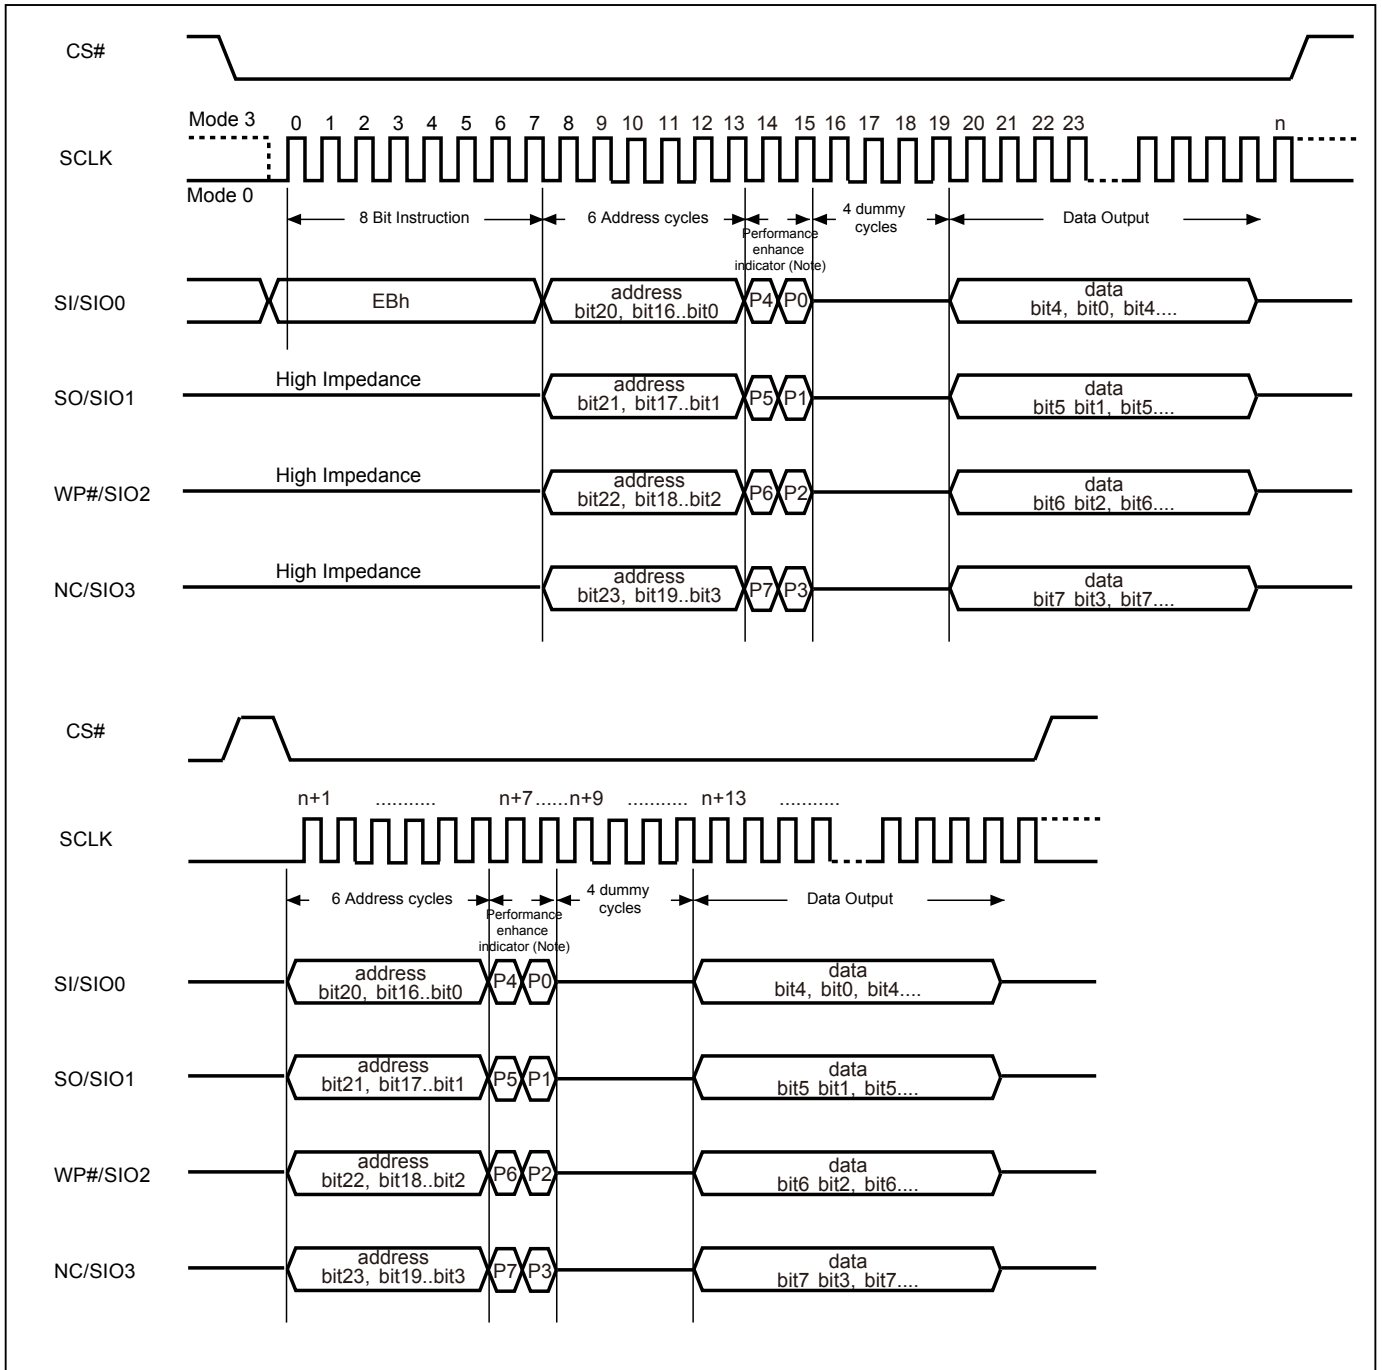 CS#
Mode 3
0 1 2 3 4 5 6 7 8 9 10 11 12 13 14 15 16 17 18 19 20 21 22 23 n
SCLK
Mode 0
8 Bit Instruction
6 Address cycles
Performance
enhance
indicator (Note)
4 dummy
cycles
Data Output
SI/SIO0
EBh
address
bit20, bit16..bit0
P4 P0
data
bit4, bit0, bit4....
SO/SIO1
High Impedance
address
bit21, bit17..bit1
P5 P1
data
bit5 bit1, bit5....
WP#/SIO2
High Impedance
address
bit22, bit18..bit2
P6 P2
data
bit6 bit2, bit6....
NC/SIO3
High Impedance
address
bit23, bit19..bit3
P7 P3
data
bit7 bit3, bit7....
CS#
n+1 ........... n+7......n+9 ........... n+13 ...........
SCLK
6 Address cycles
Performance
enhance
indicator (Note)
4 dummy
cycles
Data Output
SI/SIO0
address
bit20, bit16..bit0
P4 P0
data
bit4, bit0, bit4....
SO/SIO1
address
bit21, bit17..bit1
P5 P1
data
bit5 bit1, bit5....
WP#/SIO2
address
bit22, bit18..bit2
P6 P2
data
bit6 bit2, bit6....
NC/SIO3
address
bit23, bit19..bit3
P7 P3
data
bit7 bit3, bit7....